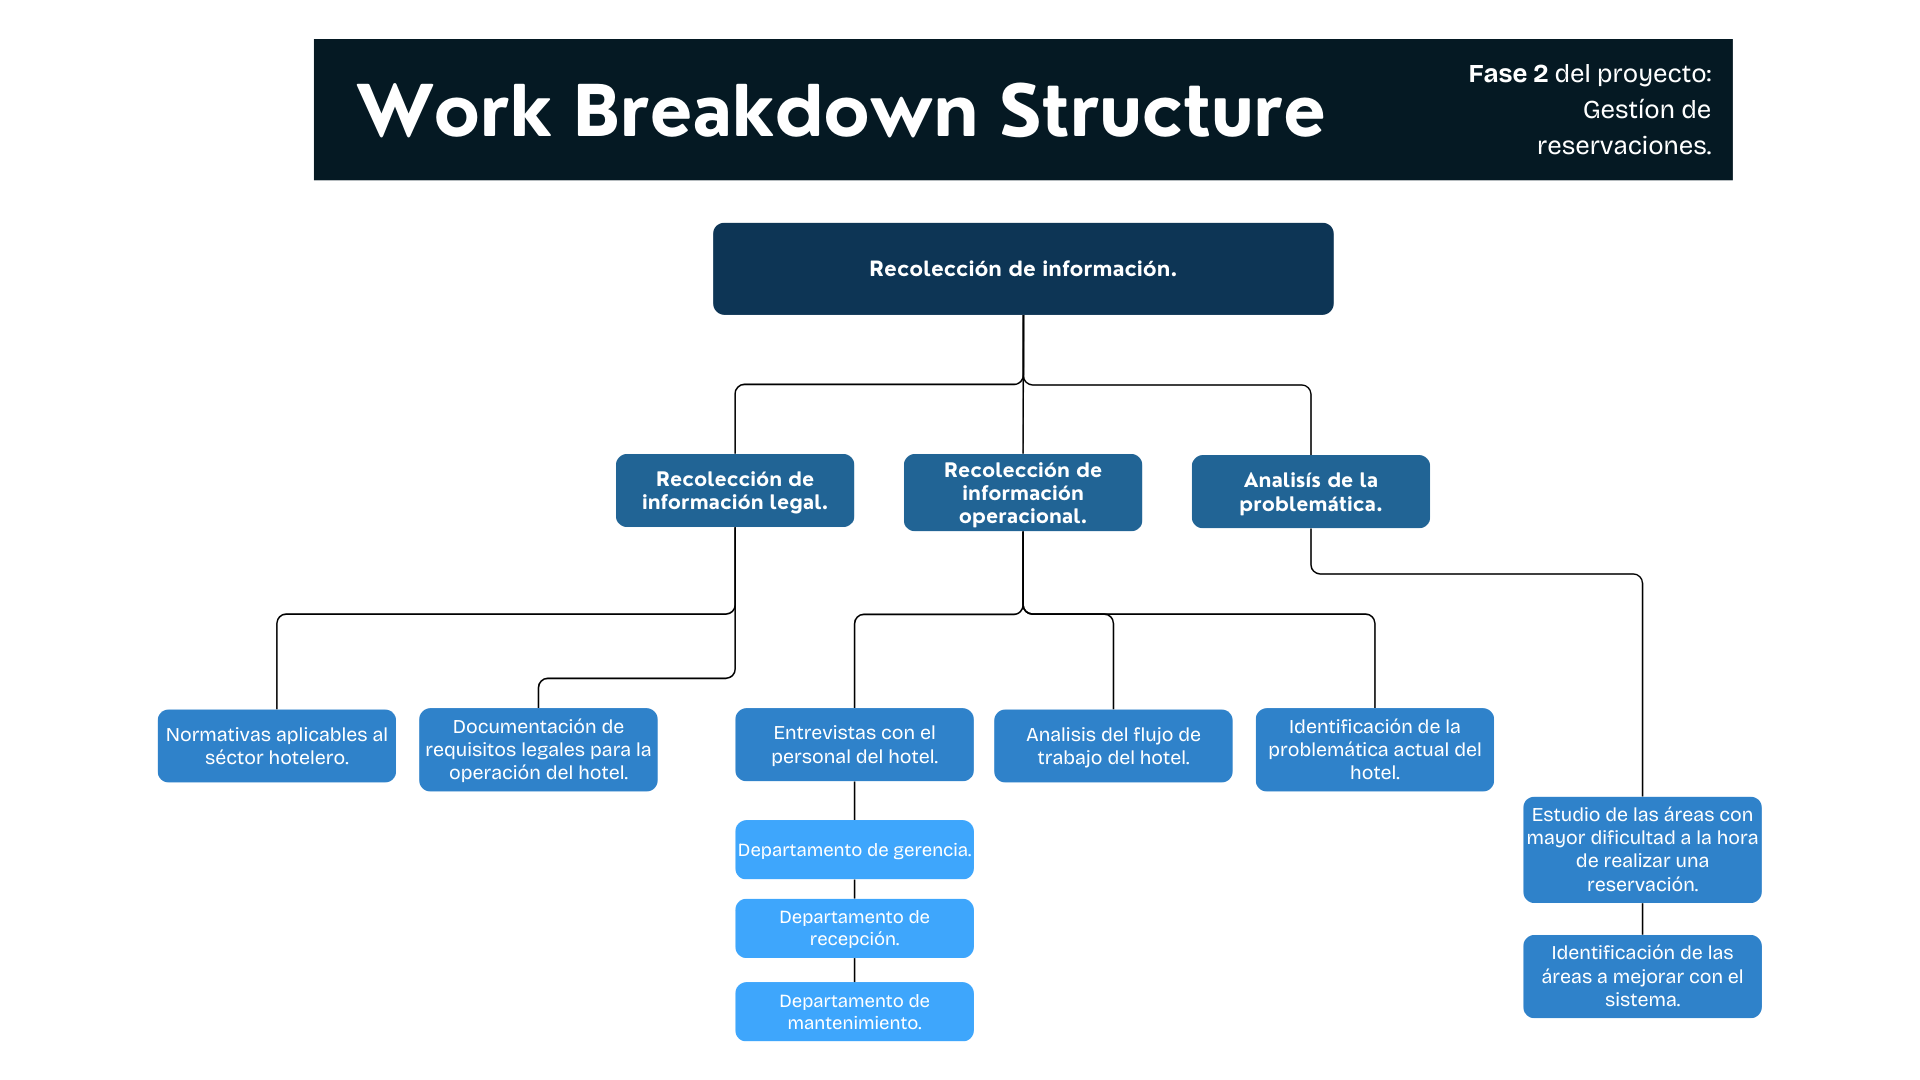 Work Breakdown Structure
Fase 2 del proyecto:
Gestíon de
reservaciones.
Recolección de información.
Recolección de
información legal.
Recolección de
información
operacional.
Analisís de la
problemática.
Normativas aplicables al
séctor hotelero.
Documentación de
requisitos legales para la
operación del hotel.
Entrevistas con el
personal del hotel.
Analisis del flujo de
trabajo del hotel.
Identificación de la
problemática actual del
hotel.
Departamento de gerencia.
Departamento de
recepción.
Departamento de
mantenimiento.
Estudio de las áreas con
mayor dificultad a la hora
de realizar una
reservación.
Identificación de las
áreas a mejorar con el
sistema.